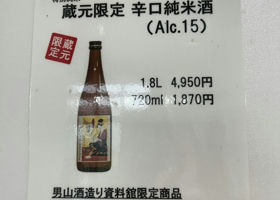 蔵元限定 辛口純米酒
(Alc.15)
蔵元
限定
1.8L 4,950円
720ml 1,870円
男山酒造り資料館限定商品